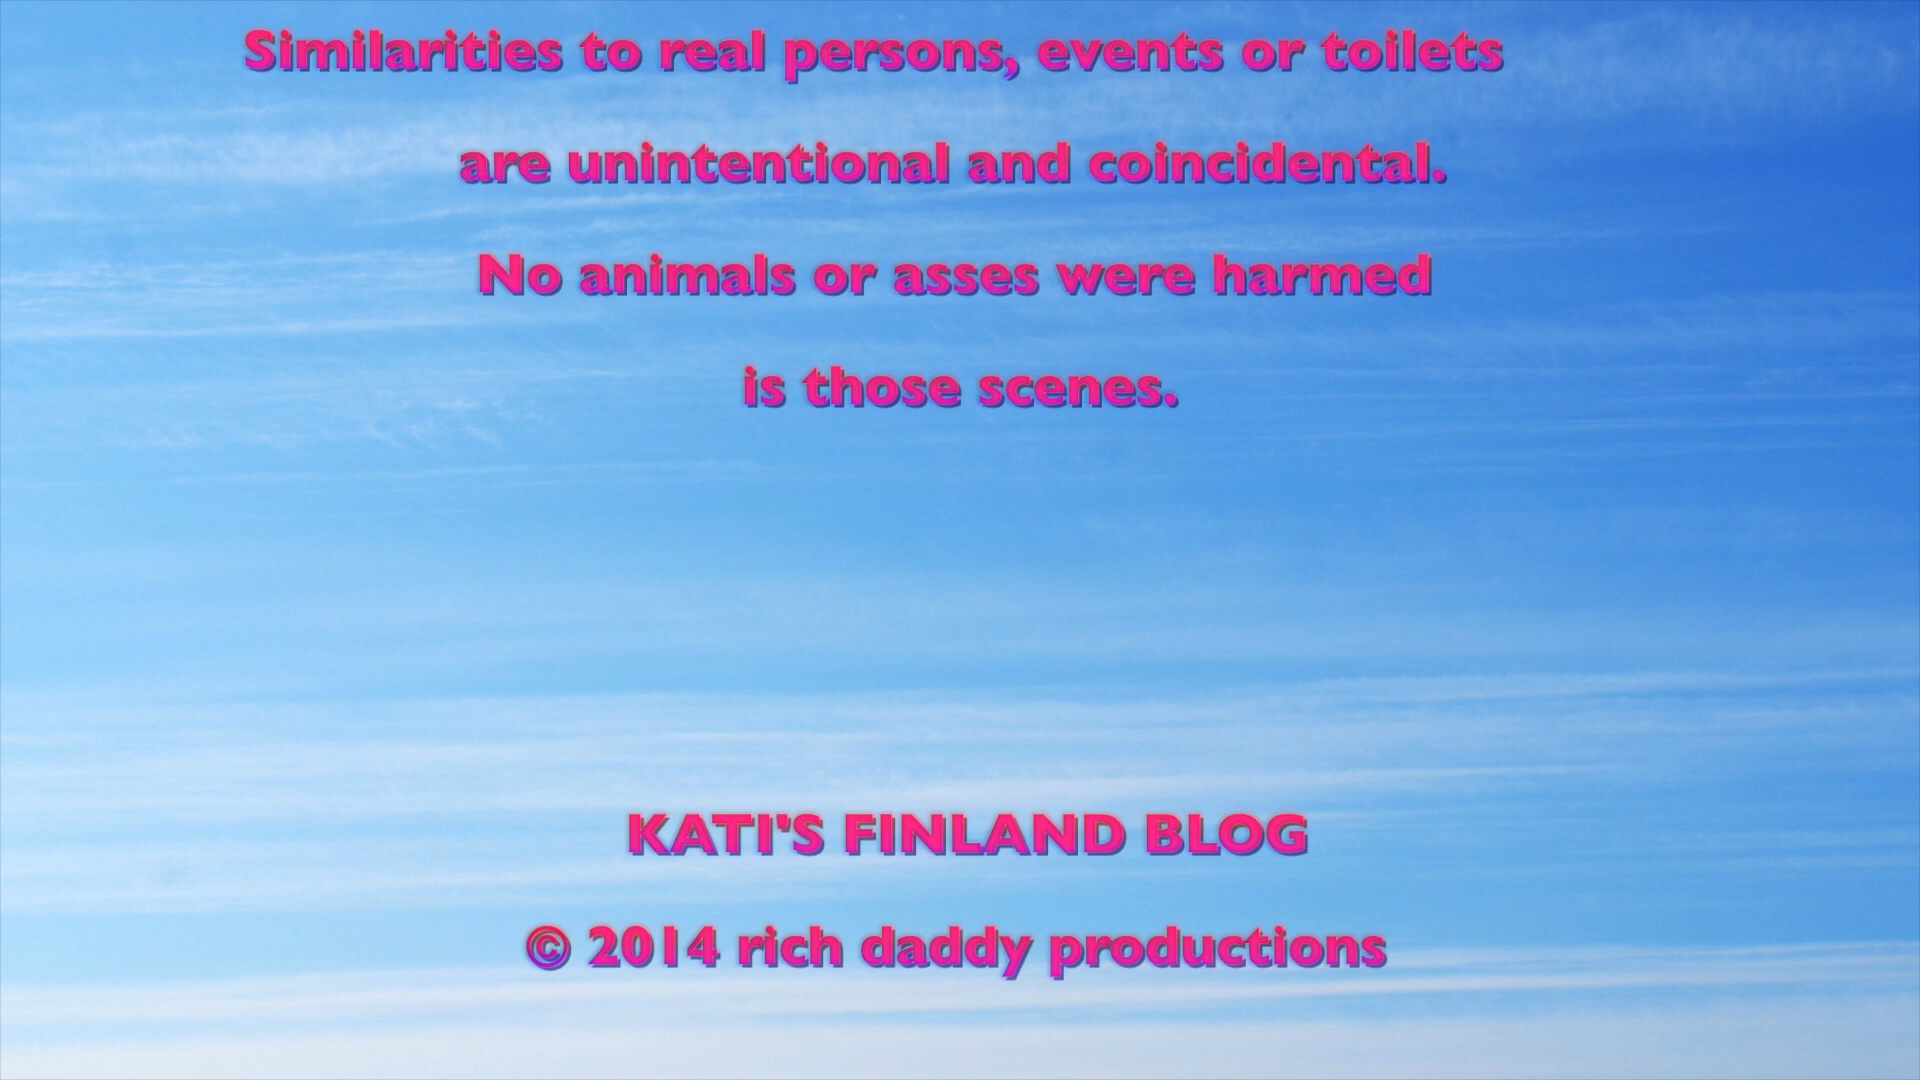 Similarities to real persons, events or toilets
are unintentional and coincidental.
No animals or asses were harmed
is those scenes.
KATI'S FINLAND BLOG
© 2014 rich daddy productions